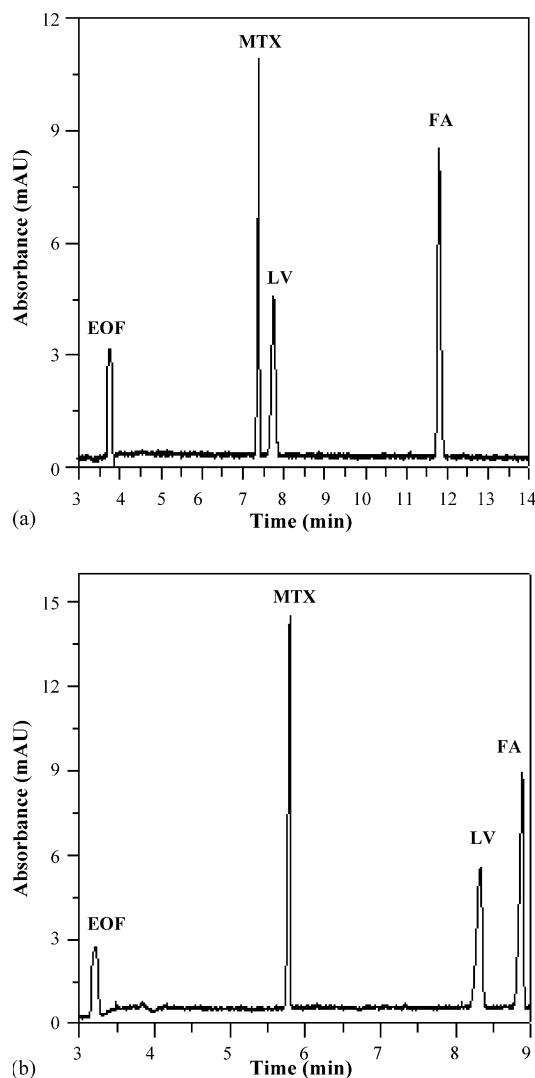 12
MTX
FA
9
Absorbance (mAU)
6
LV
EOF
3
0
3 4 5 6 7 8 9 10 11 12 13 14
(a) Time (min)
MTX
15
12
FA
9
Absorbance (mAU)
LV
6
EOF
3
0
3 4 5 6 7 8 9
(b) Time (min)